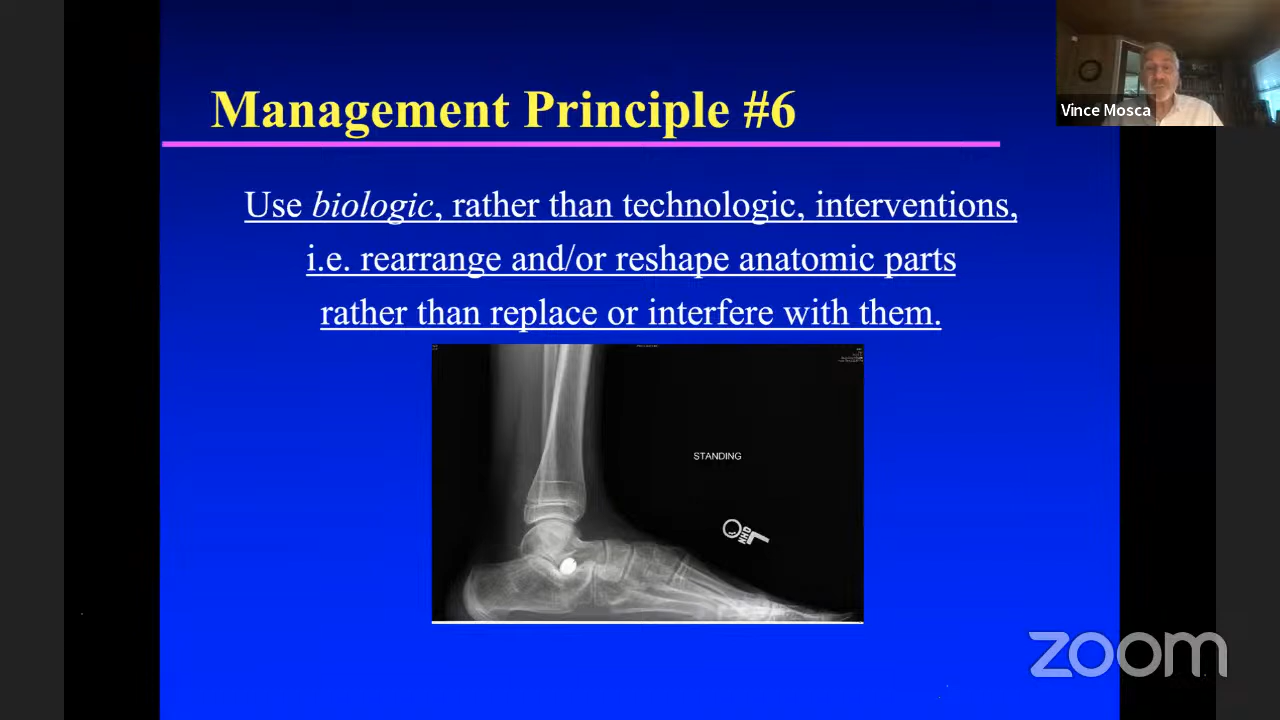 Management Principle #6
Vince Mosca
Use biologic, rather than technologic, interventions,
i.e. rearrange and/or reshape anatomic parts
rather than replace or interfere with them.
STANDING
zoom